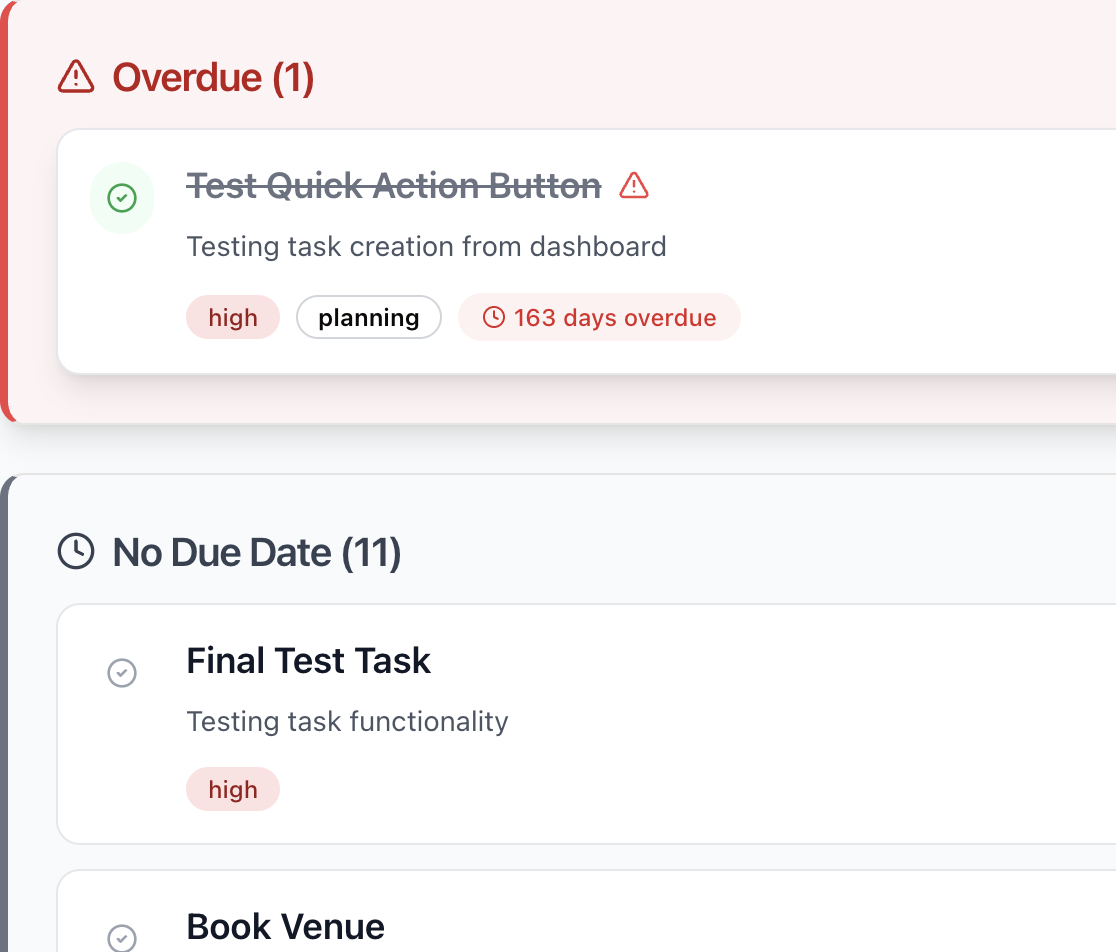 Overdue (1)
Test Quick Action Button
Testing task creation from dashboard
high planning 163 days overdue
No Due Date (11)
Final Test Task
Testing task functionality
high
Book Venue